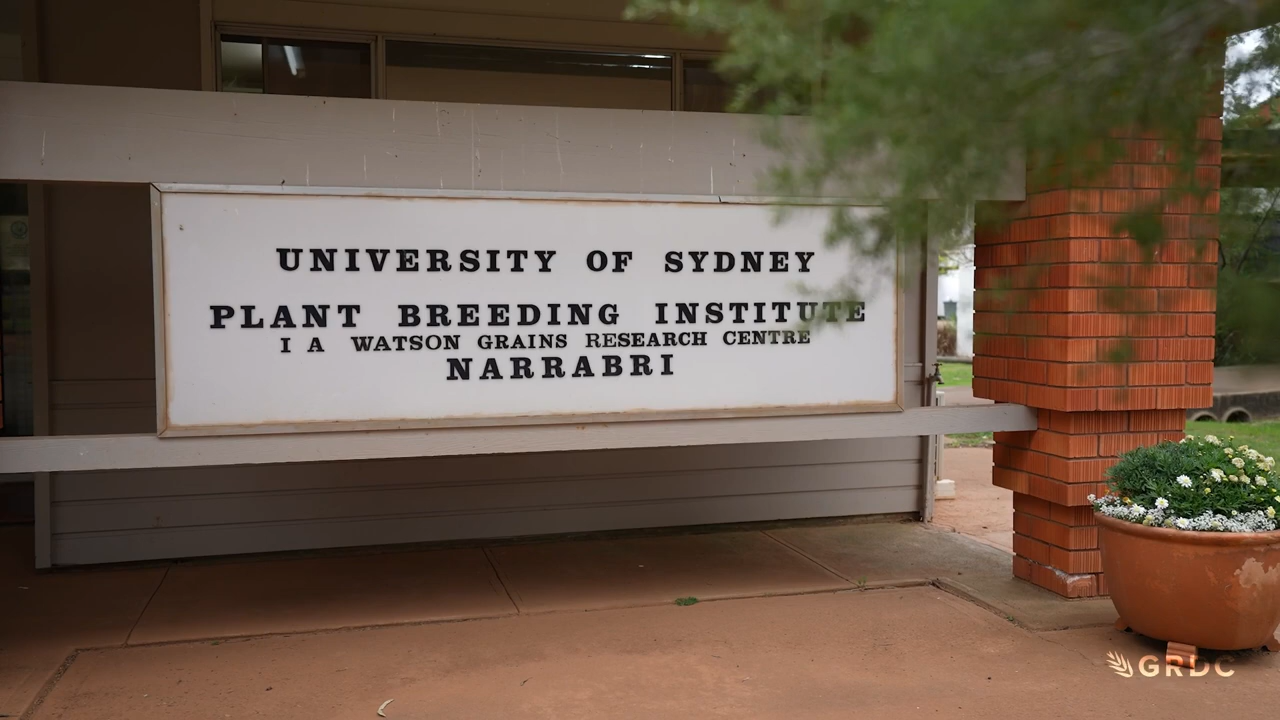 UNIVERSITY OF SYDNEY
PLANT BREEDING INSTITUTE
I A WATSON GRAINS RESEARCH CENTRE
NARRABRI
GRDC